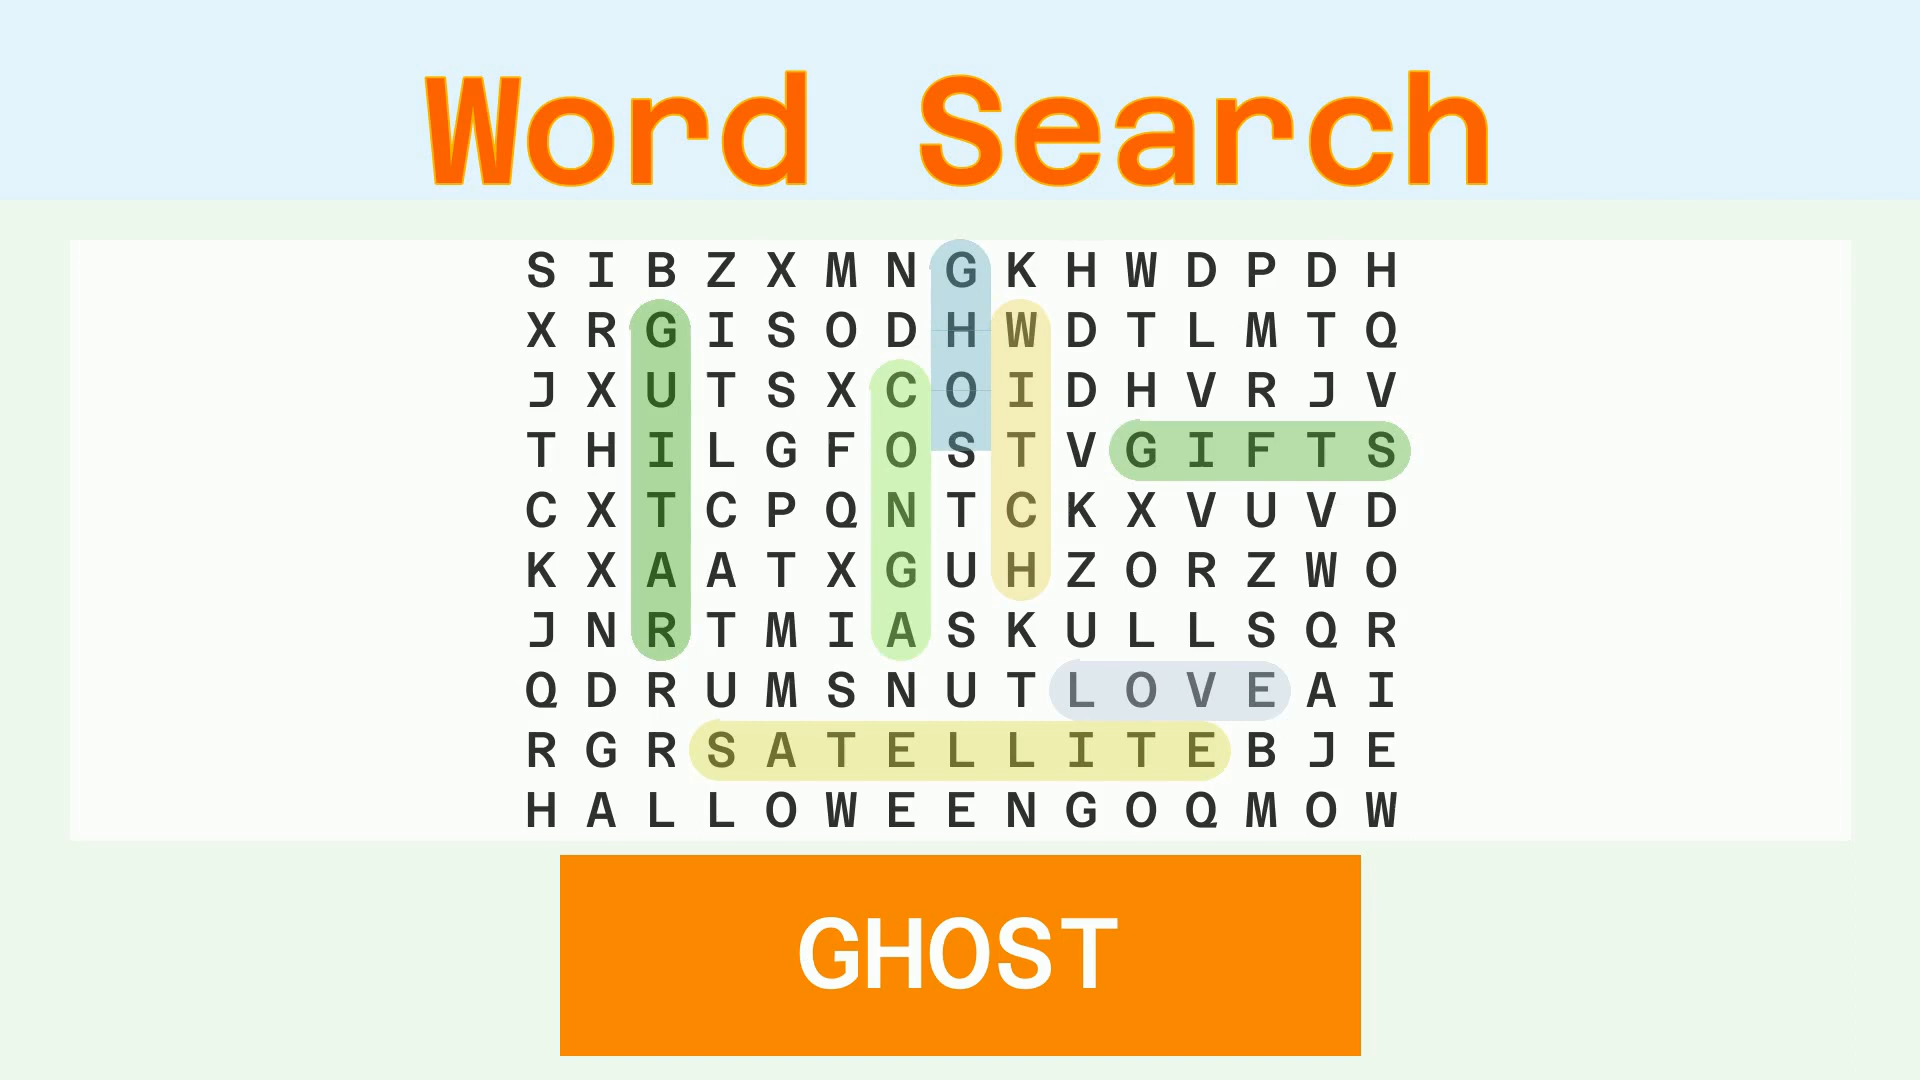 Word Search
S I B Z X M N G K H W D P D H
X R G I S O D H W D T L M T Q
J X U T S X C O I D H V R J V
T H I L G F O S T V G I F T S
C X T C P Q N T C K X V U V D
K X A A T X G U H Z O R Z W O
J N R T M I A S K U L L S Q R
Q D R U M S N U T L O V E A I
R G R S A T E L L I T E B J E
H A L L O W E E N G O Q M O W
GHOST